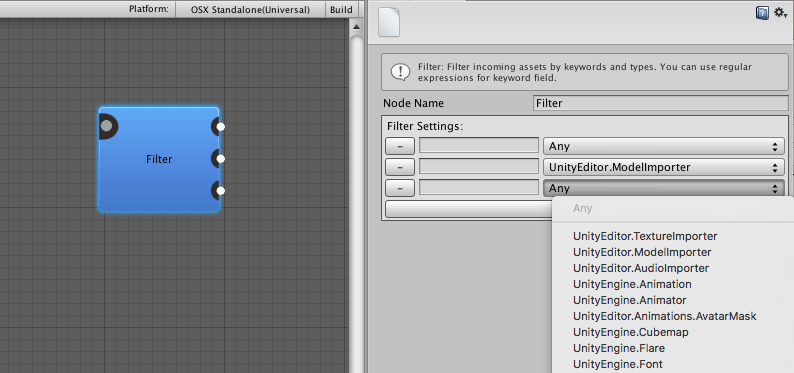 Platform: OSX Standalone(Universal) Build
Filter
Filter: Filter incoming assets by keywords and types. You can use regular
expressions for keyword field.
Node Name Filter
Filter Settings:
- Any
- UnityEditor.ModelImporter
- Any
Any
UnityEditor.TextureImporter
UnityEditor.ModelImporter
UnityEditor.AudioImporter
UnityEngine.Animation
UnityEngine.Animator
UnityEditor.Animations.AvatarMask
UnityEngine.Cubemap
UnityEngine.Flare
UnityEngine.Font